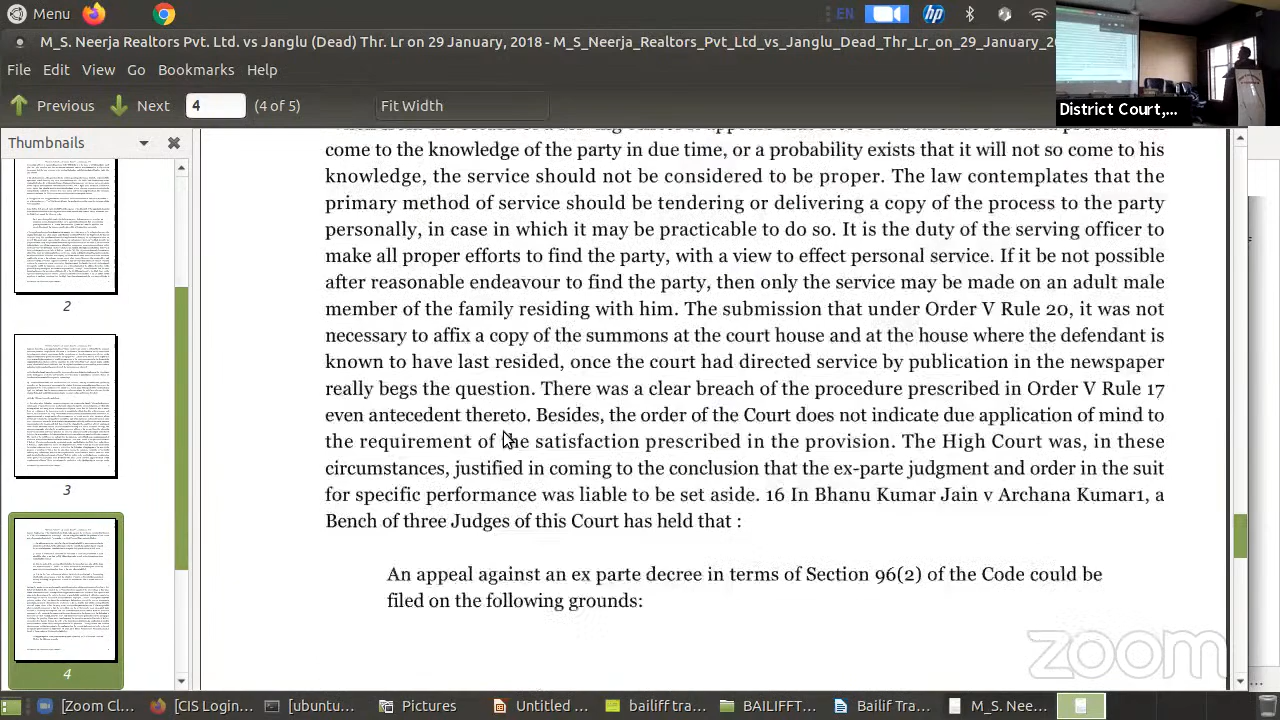 Menu
EN
M_S. Neerja Realtors Pvt. Ltd. vs Janglu (Dead) Thr. Lr on 29 January, 2018 - M_S_Neerja_Realtors_Pvt_Ltd_vs_Janglu_Dead_Thr_Lr_on_29_January_2
File Edit View Go Bookmarks Help
Previous Next 4 (4 of 5) Fit Width
District Court,...
Thumbnails
2
3
4
come to the knowledge of the party in due time, or a probability exists that it will not so come to his
knowledge, the service should not be considered to be proper. The law contemplates that the
primary method of service should be tendering or delivering a copy of the process to the party
personally, in case in which it may be practicable to do so. It is the duty of the serving officer to
make all proper efforts to find the party, with a view to effect personal service. If it be not possible
after reasonable endeavour to find the party, then only the service may be made on an adult male
member of the family residing with him. The submission that under Order V Rule 20, it was not
necessary to affix a copy of the summons at the court house and at the house where the defendant is
known to have last resided, once the court had directed service by publication in the newspaper
really begs the question. There was a clear breach of the procedure prescribed in Order V Rule 17
even antecedent thereto. Besides, the order of the Court does not indicate due application of mind to
the requirement of the satisfaction prescribed in the provision. The High Court was, in these
circumstances, justified in coming to the conclusion that the ex-parte judgment and order in the suit
for specific performance was liable to be set aside. 16 In Bhanu Kumar Jain v Archana Kumar1, a
Bench of three Judges of this Court has held that :
An appeal against an ex parte decree in terms of Section 96(2) of the Code could be
filed on the following grounds:
zoom
[Zoom Cl... [CIS Login... [ubuntu... Pictures Untitled ... bailiff tr... BAILIFFT... Bailif Tra... M_S. Nee...